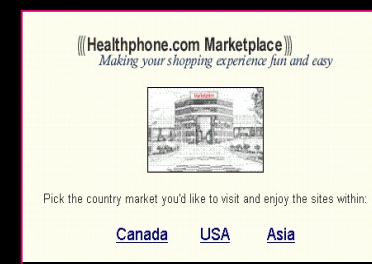 Healthphone.com Marketplace
Making your shopping experience fun and easy
Pick the country market you'd like to visit and enjoy the sites within:
Canada USA Asia